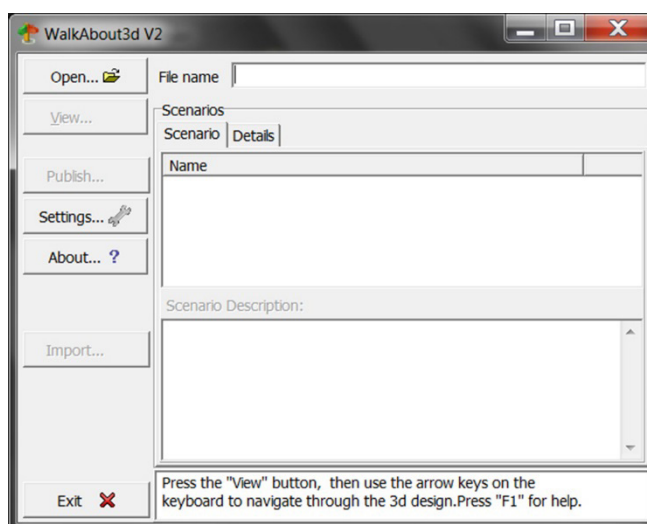 WalkAbout3d V2
Open...
File name
View...
Scenarios
Scenario Details
Name
Publish...
Settings...
About... ?
Scenario Description:
Import...
Press the "View" button, then use the arrow keys on the
keyboard to navigate through the 3d design.Press "F1" for help.
Exit